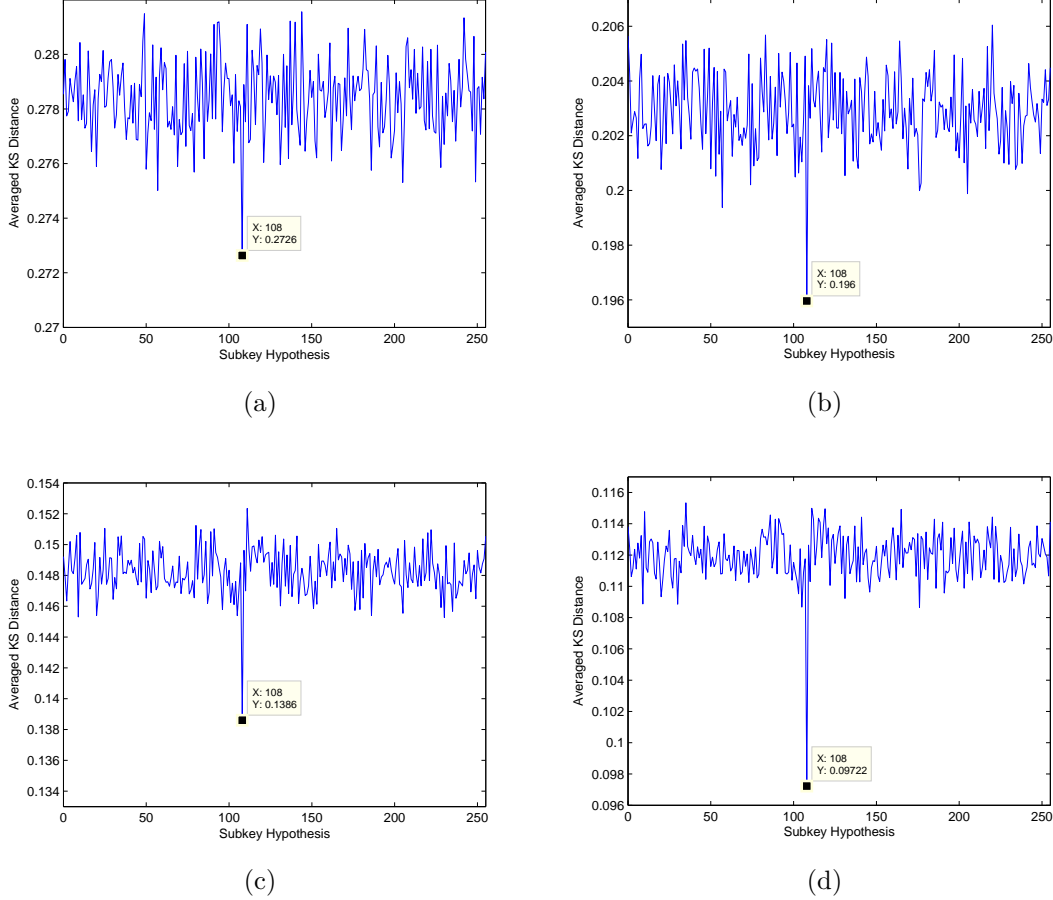 0.28
0.278
0.276
0.274
0.272
0.27
Averaged KS Distance
X: 108
Y: 0.2726
0 50 100 150 200 250
Subkey Hypothesis
(a)
0.206
0.204
0.202
0.2
0.198
0.196
Averaged KS Distance
X: 108
Y: 0.196
0 50 100 150 200 250
Subkey Hypothesis
(b)
0.154
0.152
0.15
0.148
0.146
0.144
0.142
0.14
0.138
0.136
0.134
Averaged KS Distance
X: 108
Y: 0.1386
0 50 100 150 200 250
Subkey Hypothesis
(c)
0.116
0.114
0.112
0.11
0.108
0.106
0.104
0.102
0.1
0.098
0.096
Averaged KS Distance
X: 108
Y: 0.09722
0 50 100 150 200 250
Subkey Hypothesis
(d)